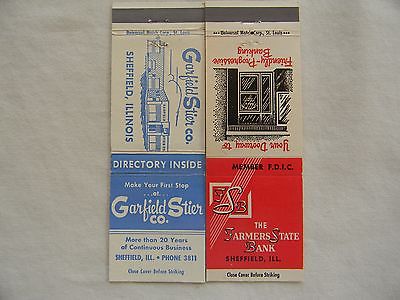 Universal Match Corp., St. Louis
Garfield Stier
CO.
SHEFFIELD, ILLINOIS
DIRECTORY INSIDE
Make Your First Stop
at
Garfield Stier
CO.
More than 20 Years
of Continuous Business
SHEFFIELD, ILL. • PHONE 3811
Close Cover Before Striking
Universal Match Corp., St. Louis
Your Doorway to
Friendly-Progressive
Banking
MEMBER F.D.I.C.
FSB
THE
FARMERS STATE
BANK
SHEFFIELD, ILL.
Close Cover Before Striking